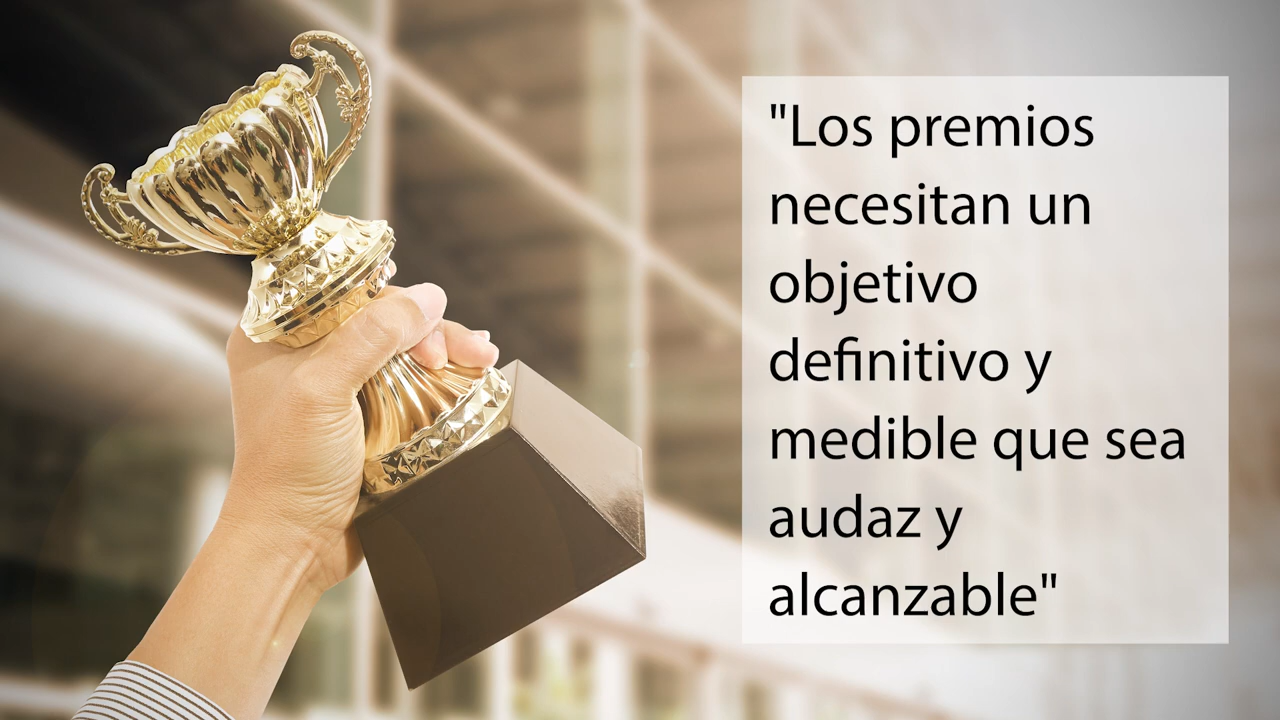 "Los premios
necesitan un
objetivo
definitivo y
medible que sea
audaz y
alcanzable"